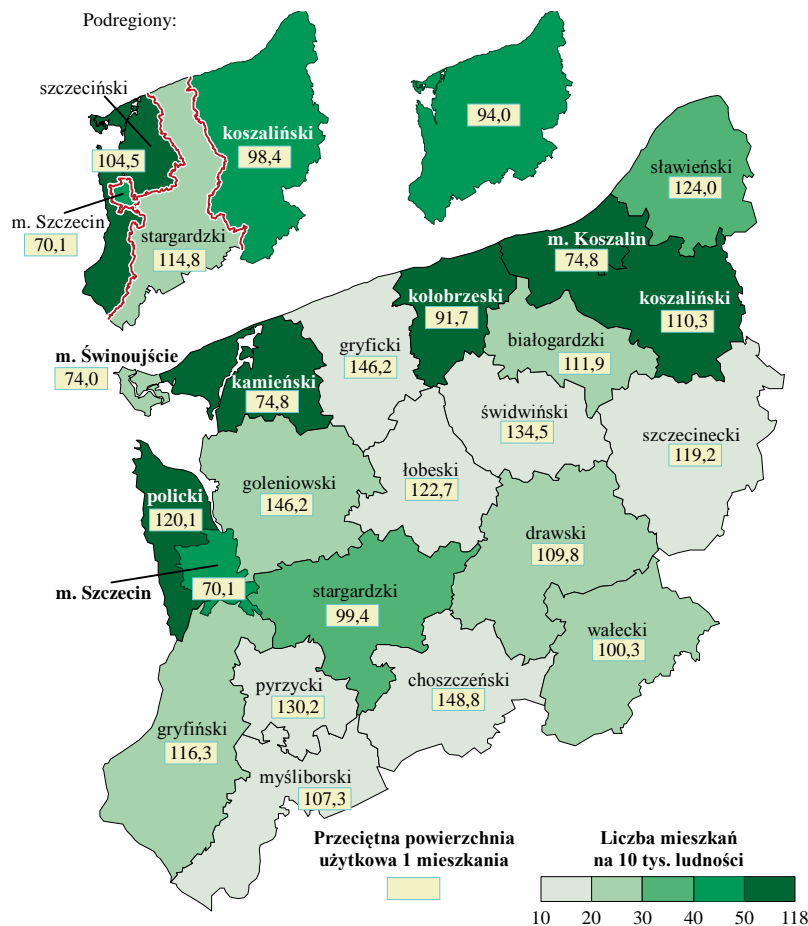 Podregiony:
szczeciński
104,5
m. Szczecin
70,1
koszaliński
98,4
stargardzki
114,8
94,0
sławieński
124,0
m. Koszalin
74,8
koszaliński
110,3
kołobrzeski
91,7
białogardzki
111,9
gryficki
146,2
m. Świnoujście
74,0
kamieński
74,8
świdwiński
134,5
szczecinecki
119,2
łobeski
122,7
goleniowski
146,2
policki
120,1
m. Szczecin
70,1
drawski
109,8
stargardzki
99,4
wałecki
100,3
choszczeński
148,8
pyrzycki
130,2
gryfiński
116,3
myśliborski
107,3
Przeciętna powierzchnia
użytkowa 1 mieszkania
Liczba mieszkań
na 10 tys. ludności
10 20 30 40 50 118